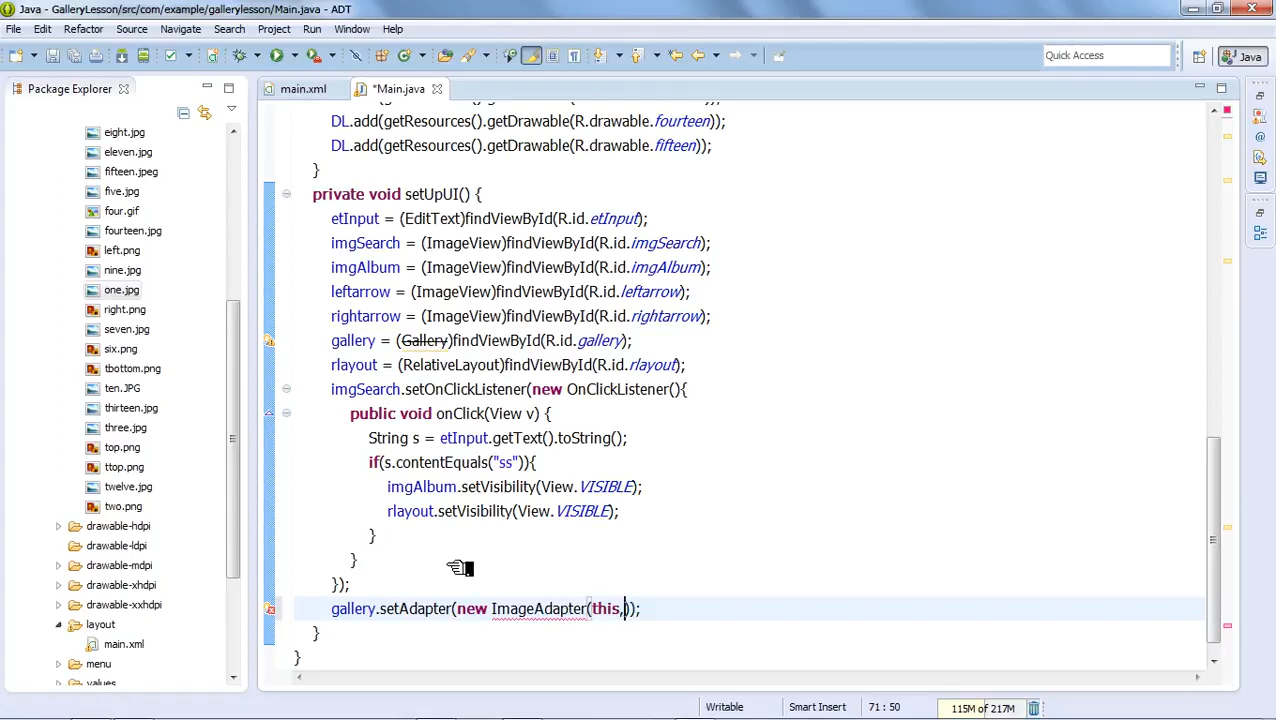 Java - GalleryLesson/src/com/example/gallerylesson/Main.java - ADT
File Edit Refactor Source Navigate Search Project Run Window Help
Quick Access
Java
Package Explorer
main.xml
*Main.java
eight.jpg
eleven.jpg
fifteen.jpeg
five.jpg
four.gif
fourteen.jpg
left.png
nine.jpg
one.jpg
right.png
seven.jpg
six.png
tbottom.png
ten.JPG
thirteen.jpg
three.jpg
top.png
ttop.png
twelve.jpg
two.png
drawable-hdpi
drawable-ldpi
drawable-mdpi
drawable-xhdpi
drawable-xxhdpi
layout
main.xml
menu
values
DL.add(getResources().getDrawable(R.drawable.fourteen));
DL.add(getResources().getDrawable(R.drawable.fifteen));
}
private void setUpUI() {
etInput = (EditText)findViewById(R.id.etInput);
imgSearch = (ImageView)findViewById(R.id.imgSearch);
imgAlbum = (ImageView)findViewById(R.id.imgAlbum);
leftarrow = (ImageView)findViewById(R.id.leftarrow);
rightarrow = (ImageView)findViewById(R.id.rightarrow);
gallery = (Gallery)findViewById(R.id.gallery);
rlayout = (RelativeLayout)findViewById(R.id.rlayout);
imgSearch.setOnClickListener(new OnClickListener(){
public void onClick(View v) {
String s = etInput.getText().toString();
if(s.contentEquals("ss")){
imgAlbum.setVisibility(View.VISIBLE);
rlayout.setVisibility(View.VISIBLE);
}
}
});
gallery.setAdapter(new ImageAdapter(this,));
}
}
Writable
Smart Insert
71 : 50
115M of 217M